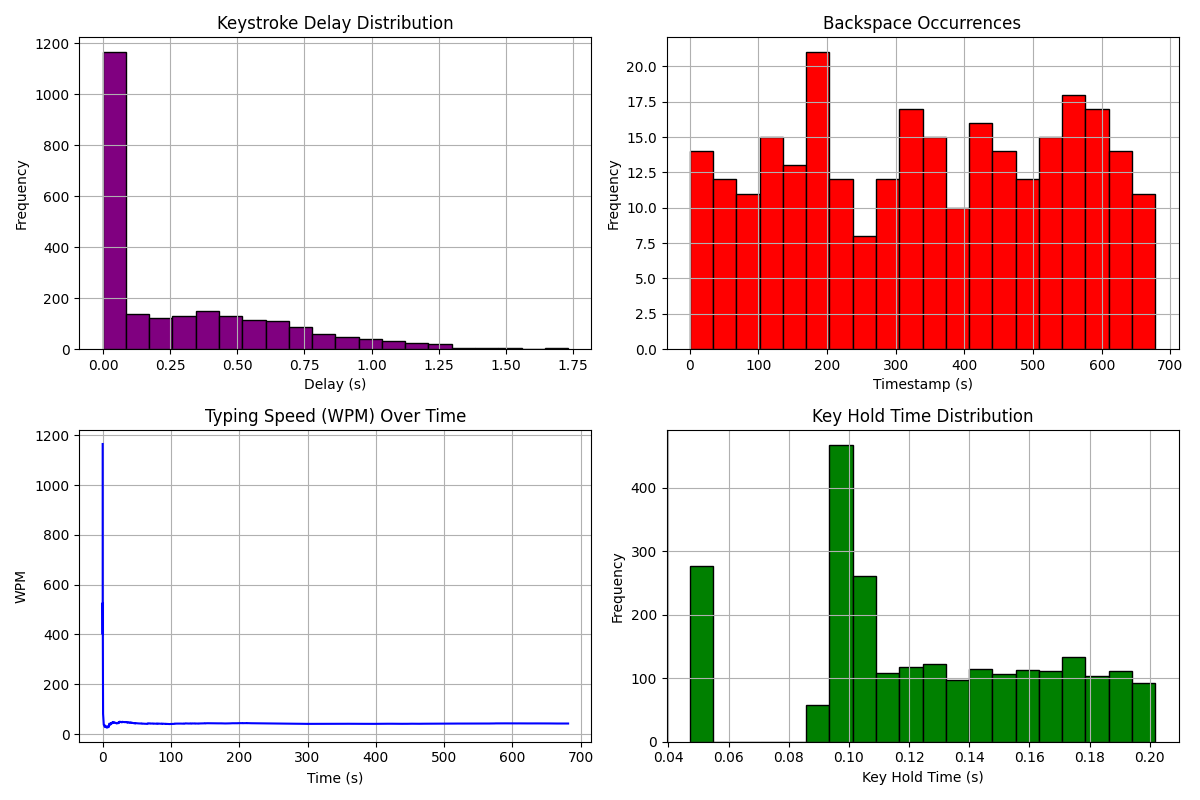 Keystroke Delay Distribution
1200
1000
800
600
400
200
0
Frequency
0.00 0.25 0.50 0.75 1.00 1.25 1.50 1.75
Delay (s)
Backspace Occurrences
20.0
17.5
15.0
12.5
10.0
7.5
5.0
2.5
0.0
Frequency
0 100 200 300 400 500 600 700
Timestamp (s)
Typing Speed (WPM) Over Time
1200
1000
800
600
400
200
0
WPM
0 100 200 300 400 500 600 700
Time (s)
Key Hold Time Distribution
400
300
200
100
0
Frequency
0.04 0.06 0.08 0.10 0.12 0.14 0.16 0.18 0.20
Key Hold Time (s)